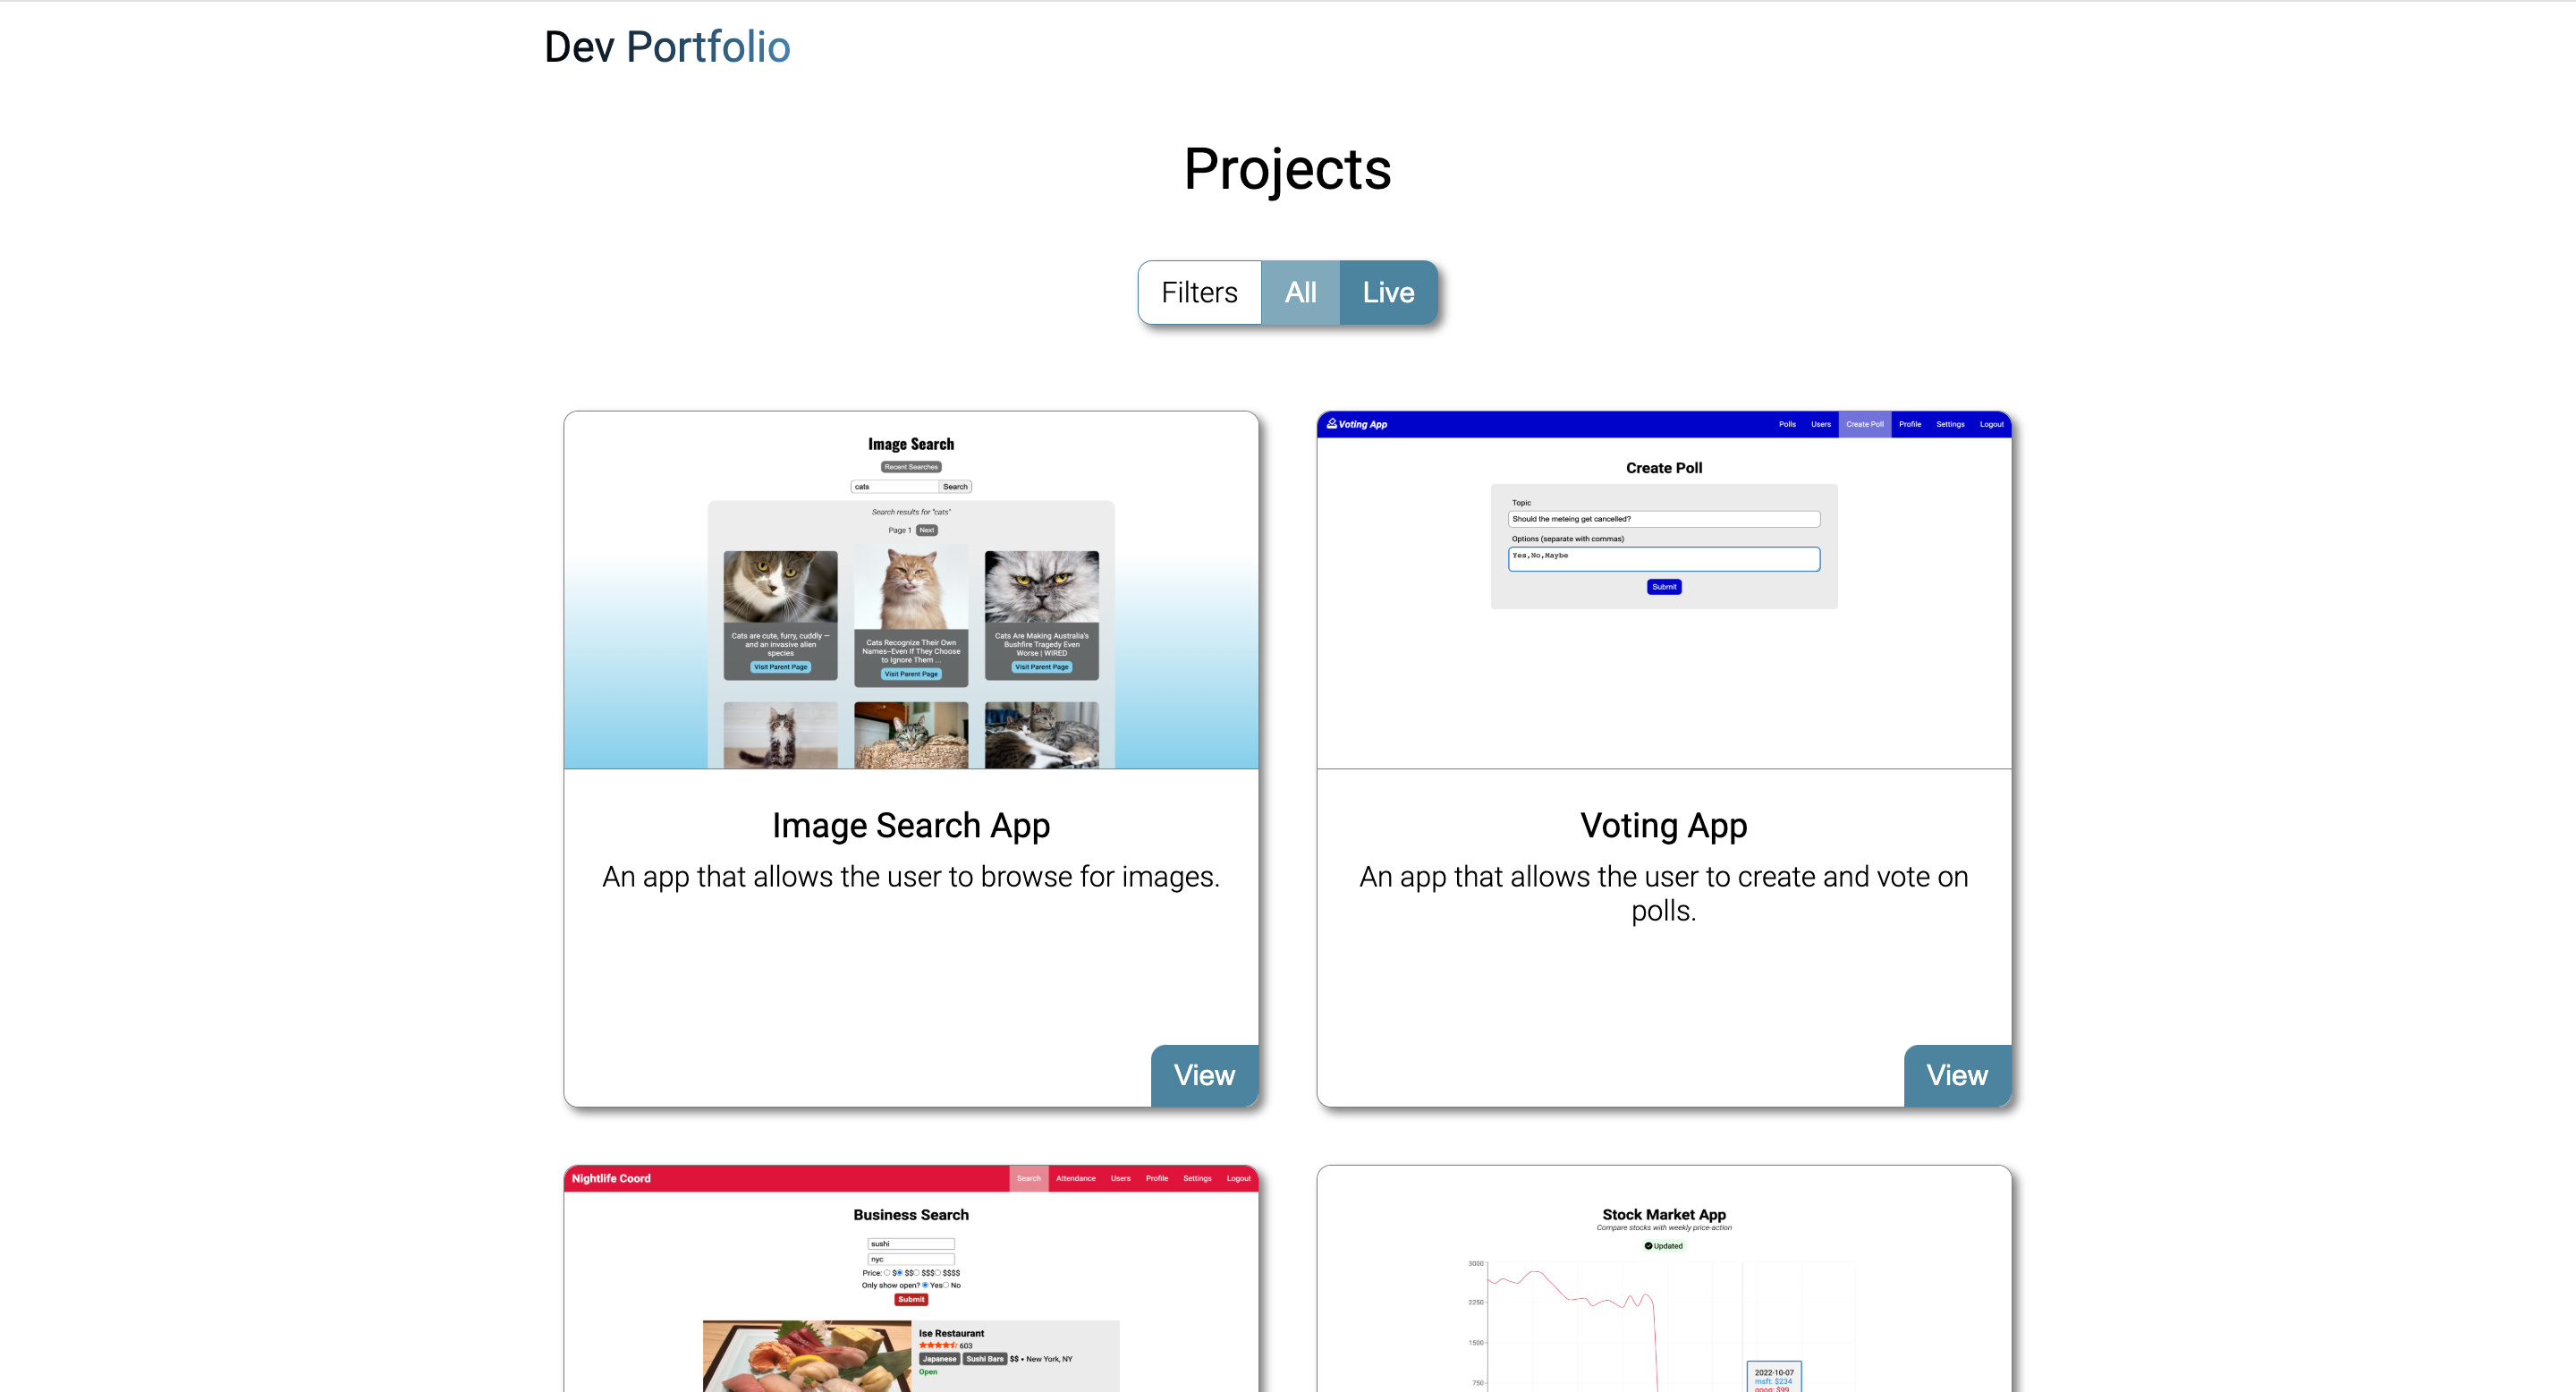 Dev Portfolio
Projects
Filters All Live
Image Search
Recent Searches
cats Search
Search results for "cats"
Page 1 Next
Cats are cute, furry, cuddly —
and an invasive alien
species
Visit Parent Page
Cats Recognize Their Own
Names–Even If They Choose
to Ignore Them ...
Visit Parent Page
Cats Are Making Australia's
Bushfire Tragedy Even
Worse | WIRED
Visit Parent Page
Image Search App
An app that allows the user to browse for images.
View
Voting App Polls Users Create Poll Profile Settings Logout
Create Poll
Topic
Should the meteing get cancelled?
Options (separate with commas)
Yes,No,Maybe
Submit
Voting App
An app that allows the user to create and vote on
polls.
View
Nightlife Coord Search Attendance Users Profile Settings Logout
Business Search
sushi
nyc
Price: $ $$ $$$ $$$$
Only show open? Yes No
Submit
Ise Restaurant
603
Japanese Sushi Bars $$ • New York, NY
Open
Stock Market App
Compare stocks with weekly price-action
Updated
3000
2250
1500
750
2022-10-07
msft: $234
goog: $99